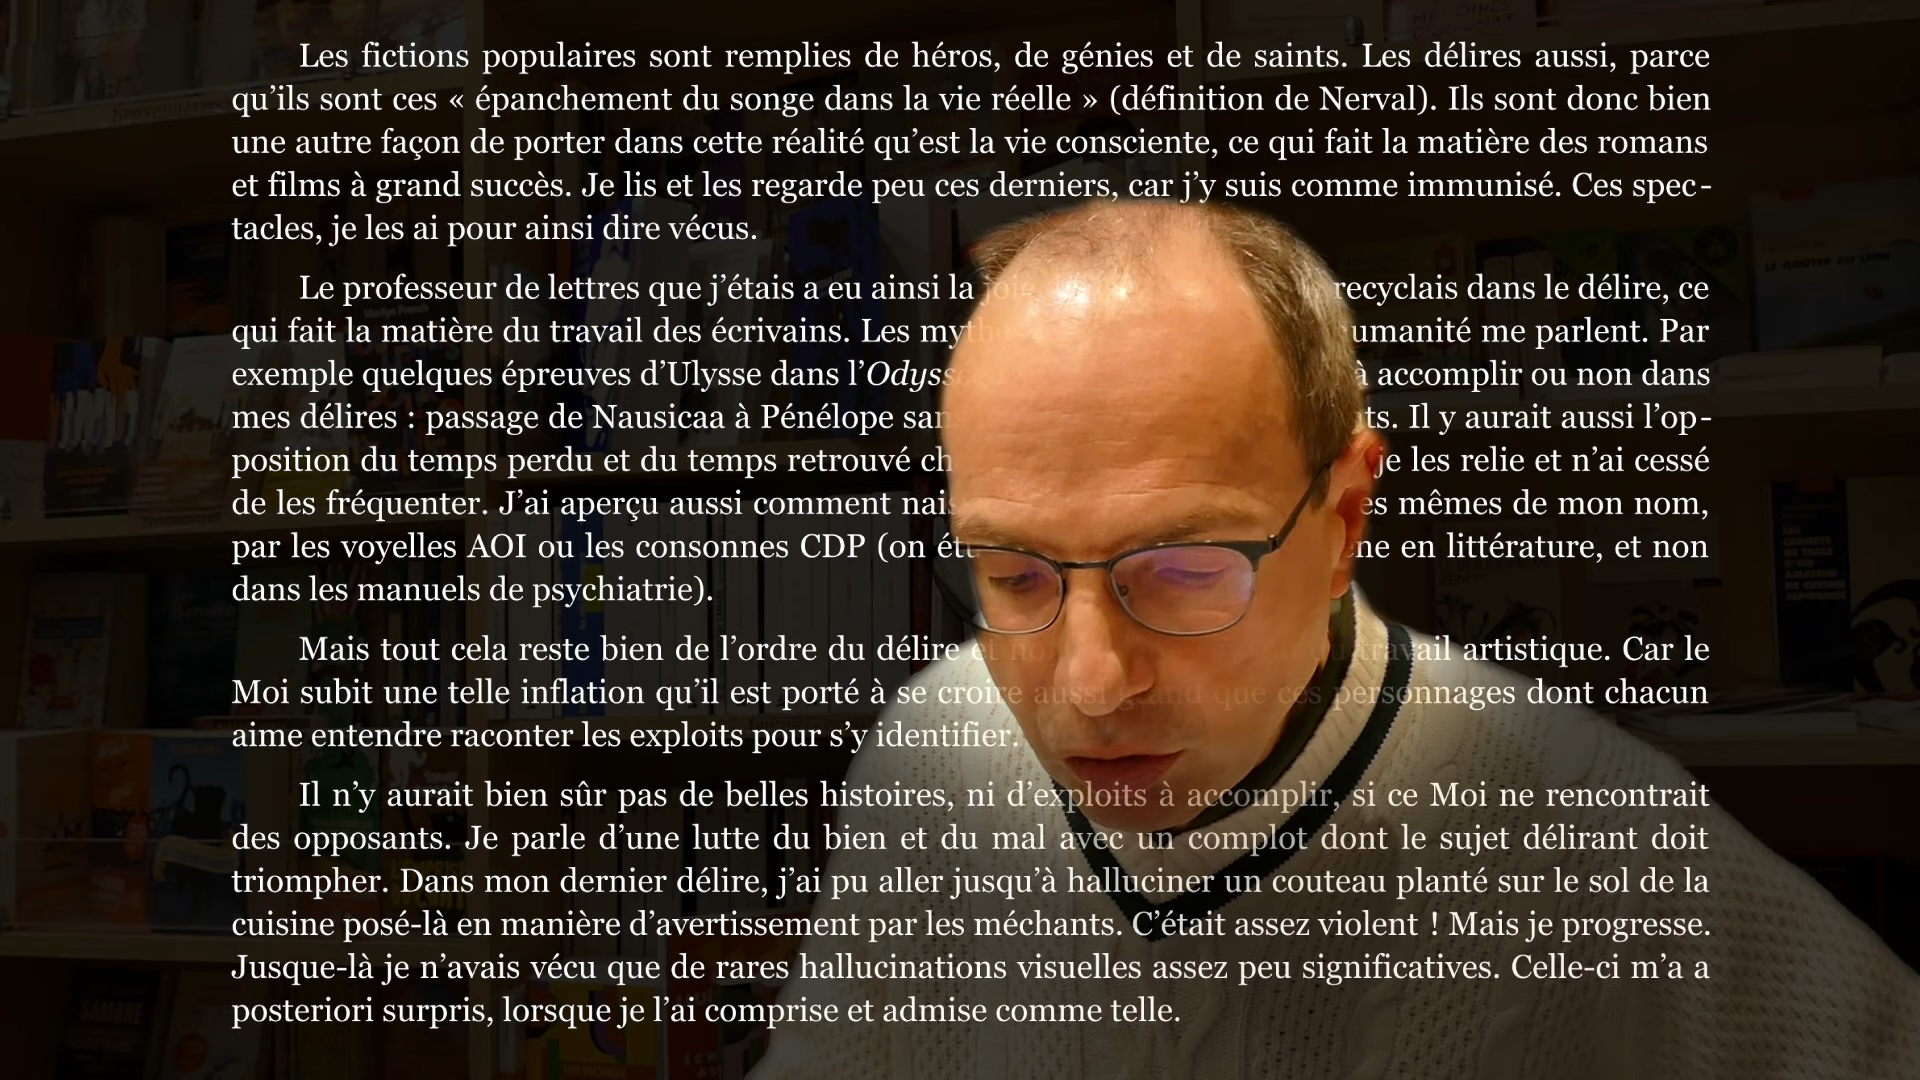 Les fictions populaires sont remplies de héros, de génies et de saints. Les délires aussi, parce
qu’ils sont ces « épanchement du songe dans la vie réelle » (définition de Nerval). Ils sont donc bien
une autre façon de porter dans cette réalité qu’est la vie consciente, ce qui fait la matière des romans
et films à grand succès. Je lis et les regarde peu ces derniers, car j’y suis comme immunisé. Ces spec-
tacles, je les ai pour ainsi dire vécus.
Le professeur de lettres que j’étais a eu ainsi la joie recyclais dans le délire, ce
qui fait la matière du travail des écrivains. Les mythes umanité me parlent. Par
exemple quelques épreuves d’Ulysse dans l’Odyssée à accomplir ou non dans
mes délires : passage de Nausicaa à Pénélope ts. Il y aurait aussi l’op-
position du temps perdu et du temps retrouvé je les relie et n’ai cessé
de les fréquenter. J’ai aperçu aussi comment mêmes de mon nom,
par les voyelles AOI ou les consonnes CDP (on en littérature, et non
dans les manuels de psychiatrie).
Mais tout cela reste bien de l’ordre du délire et non travail artistique. Car le
Moi subit une telle inflation qu’il est porté à se croire aussi grand que ces personnages dont chacun
aime entendre raconter les exploits pour s’y identifier.
Il n’y aurait bien sûr pas de belles histoires, ni d’exploits à accomplir, si ce Moi ne rencontrait
des opposants. Je parle d’une lutte du bien et du mal avec un complot dont le sujet délirant doit
triompher. Dans mon dernier délire, j’ai pu aller jusqu’à halluciner un couteau planté sur le sol de la
cuisine posé-là en manière d’avertissement par les méchants. C’était assez violent ! Mais je progresse.
Jusque-là je n’avais vécu que de rares hallucinations visuelles assez peu significatives. Celle-ci m’a a
posteriori surpris, lorsque je l’ai comprise et admise comme telle.